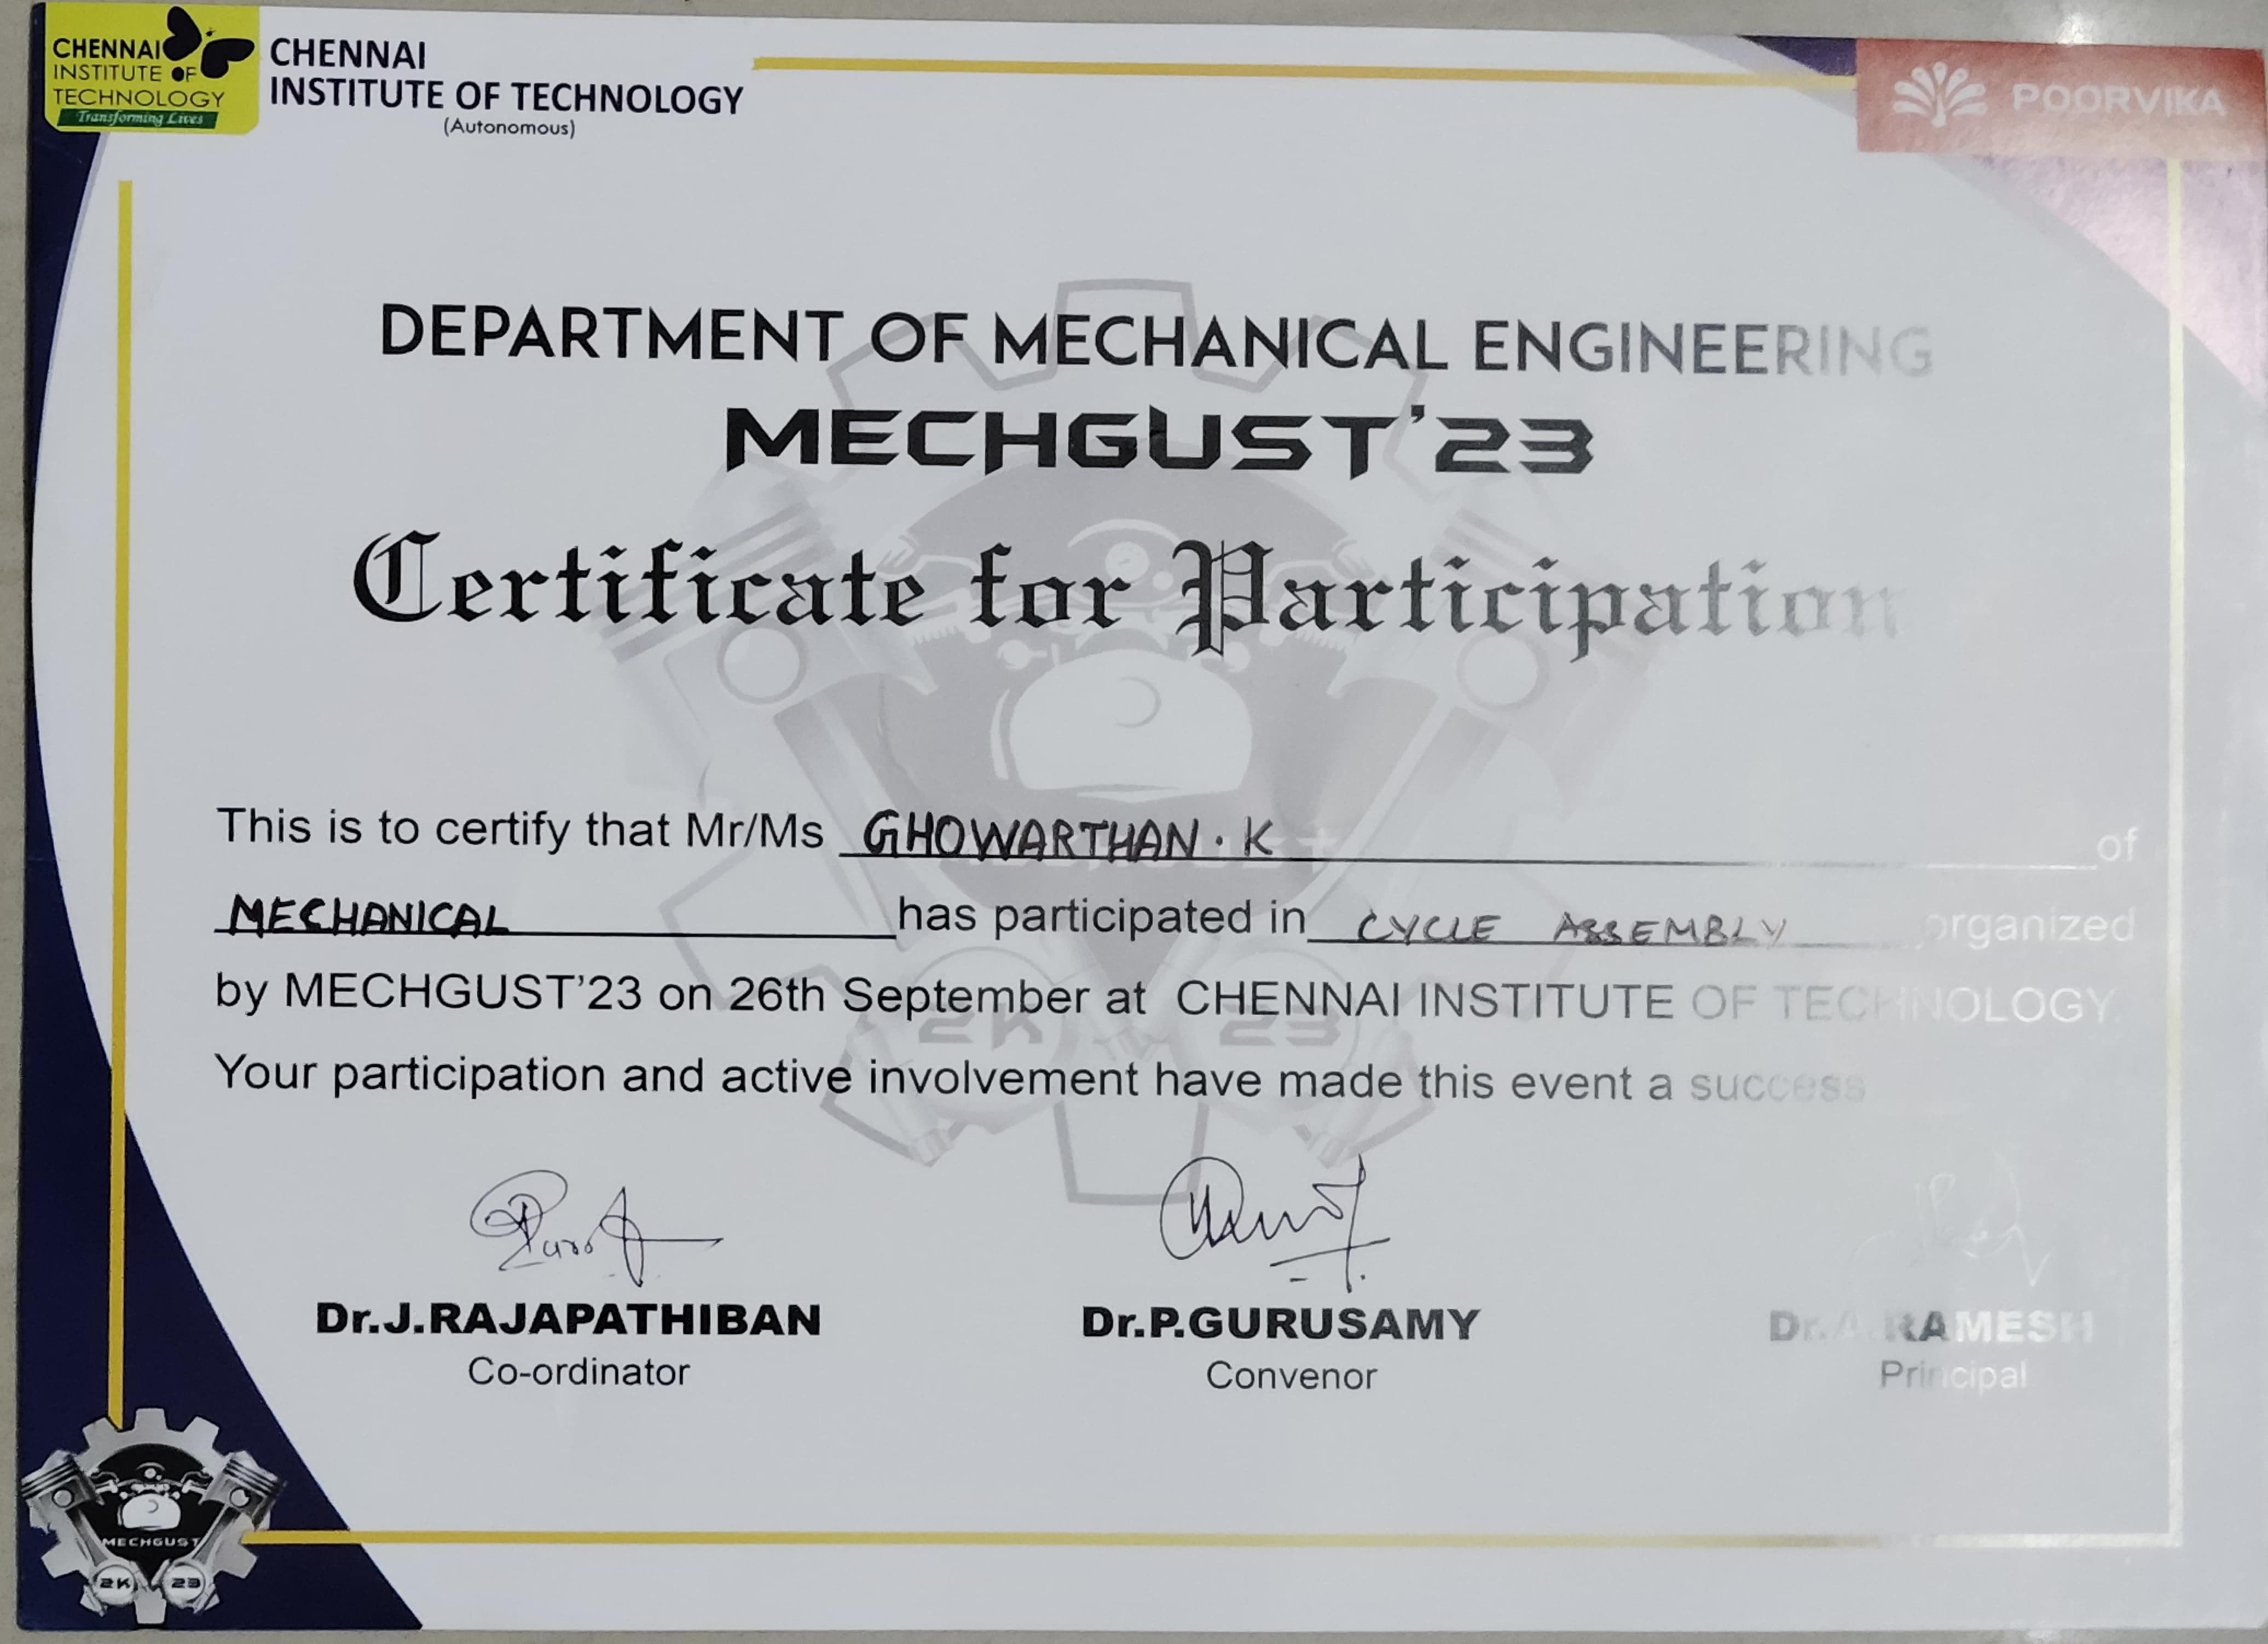 CHENNAI
INSTITUTE OF
TECHNOLOGY
Transforming Lives
CHENNAI
INSTITUTE OF TECHNOLOGY
(Autonomous)
POORVIKA
DEPARTMENT OF MECHANICAL ENGINEERING
MECHGUST'23
Certificate for Participation
This is to certify that Mr/Ms GHOWARTHAN. K of
MECHANICAL has participated in CYCLE ASSEMBLY organized
by MECHGUST'23 on 26th September at CHENNAI INSTITUTE OF TECHNOLOGY.
Your participation and active involvement have made this event a success
2K 23
Dr.J.RAJAPATHIBAN
Co-ordinator
Dr.P.GURUSAMY
Convenor
Dr.A.RAMESH
Principal
MECHGUST
2K 23